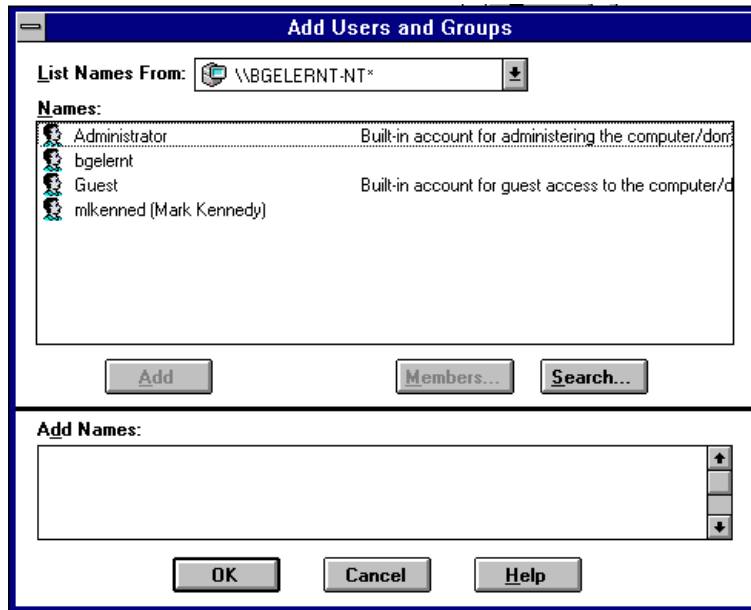 Add Users and Groups
List Names From: \\BGELERNT-NT*
Names:
Administrator Built-in account for administering the computer/dom
bgelernt
Guest Built-in account for guest access to the computer/d
mlkenned (Mark Kennedy)
Add Members... Search...
Add Names:
OK Cancel Help